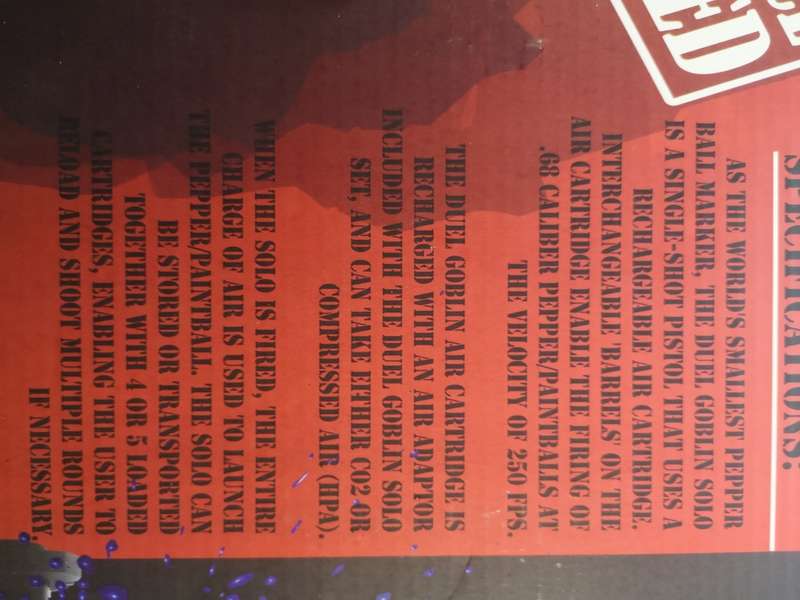 SPECIFICATIONS:
AS THE WORLD'S SMALLEST PEPPER
BALL MARKER, THE DUEL GOBLIN SOLO
IS A SINGLE-SHOT PISTOL THAT USES A
RECHARGEABLE AIR CARTRIDGE.
INTERCHANGABLE BARRELS ON THE
AIR CARTRIDGE ENABLE THE FIRING OF
.68 CALIBER PEPPER/PAINTBALLS AT
THE VELOCITY OF 250 FPS.
THE DUEL GOBLIN AIR CARTRIDGE IS
RECHARGED WITH AN AIR ADAPTOR
INCLUDED WITH THE DUEL GOBLIN SOLO
SET, AND CAN TAKE EITHER CO2 OR
COMPRESSED AIR (HPA).
WHEN THE SOLO IS FIRED, THE ENTIRE
CHARGE OF AIR IS USED TO LAUNCH
THE PEPPER/PAINTBALL. THE SOLO CAN
BE STORED OR TRANSPORTED
TOGETHER WITH 4 OR 5 LOADED
CARTRIDGES, ENABLING THE USER TO
RELOAD AND SHOOT MULTIPLE ROUNDS
IF NECESSARY.